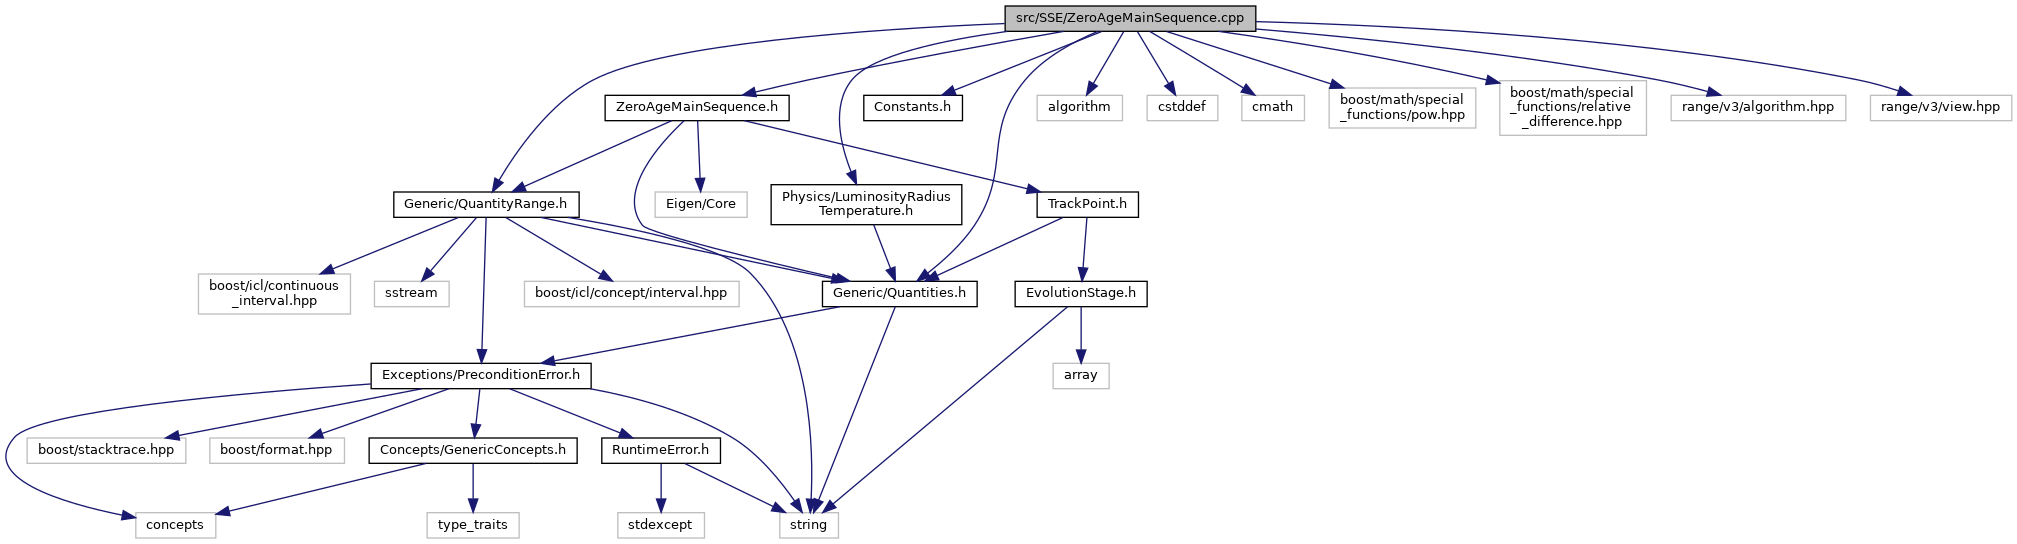 src/SSE/ZeroAgeMainSequence.cpp
ZeroAgeMainSequence.h
Constants.h
algorithm
cstddef
cmath
boost/math/special
_functions/pow.hpp
boost/math/special
_functions/relative
_difference.hpp
range/v3/algorithm.hpp
range/v3/view.hpp
Generic/QuantityRange.h
Eigen/Core
Physics/LuminosityRadius
Temperature.h
TrackPoint.h
boost/icl/continuous
_interval.hpp
sstream
boost/icl/concept/interval.hpp
Generic/Quantities.h
EvolutionStage.h
Exceptions/PreconditionError.h
array
boost/stacktrace.hpp
boost/format.hpp
Concepts/GenericConcepts.h
RuntimeError.h
concepts
type_traits
stdexcept
string